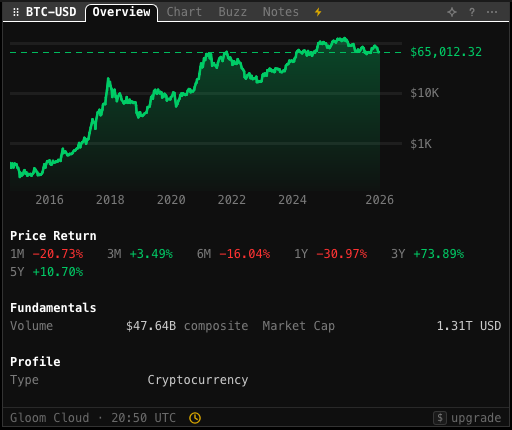 BTC-USD Overview Chart Buzz Notes ?
$65,012.32
$10K
$1K
2016 2018 2020 2022 2024 2026
Price Return
1M -20.73% 3M +3.49% 6M -16.04% 1Y -30.97% 3Y +73.89%
5Y +10.70%
Fundamentals
Volume $47.64B composite Market Cap 1.31T USD
Profile
Type Cryptocurrency
Gloom Cloud · 20:50 UTC $ upgrade